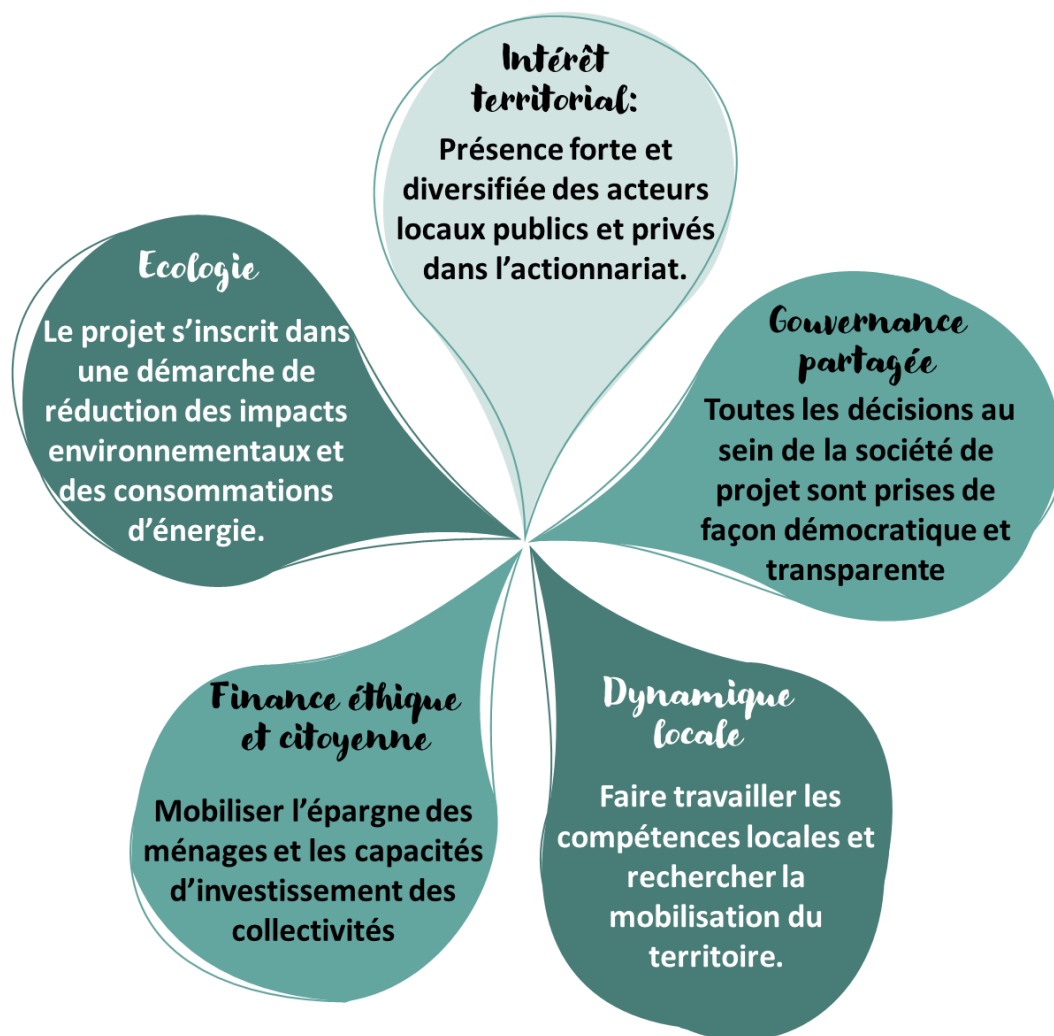 Intérêt
territorial:
Présence forte et
diversifiée des acteurs
locaux publics et privés
dans l’actionnariat.
Gouvernance
partagée
Toutes les décisions au
sein de la société de
projet sont prises de
façon démocratique et
transparente
Dynamique
locale
Faire travailler les
compétences locales et
rechercher la
mobilisation du
territoire.
Finance éthique
et citoyenne
Mobiliser l’épargne des
ménages et les capacités
d’investissement des
collectivités
Ecologie
Le projet s’inscrit dans
une démarche de
réduction des impacts
environnementaux et
des consommations
d’énergie.